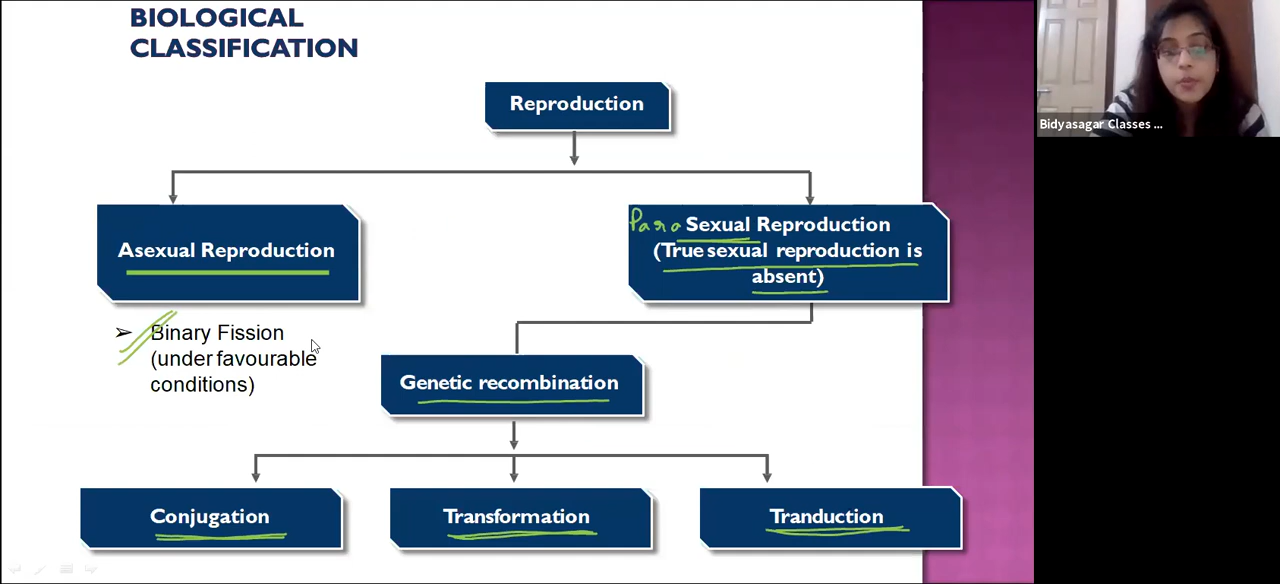 BIOLOGICAL
CLASSIFICATION
Reproduction
Asexual Reproduction
Para Sexual Reproduction
(True sexual reproduction is
absent)
➢ Binary Fission
(under favourable
conditions)
Genetic recombination
Conjugation
Transformation
Tranduction
Bidyasagar Classes ...